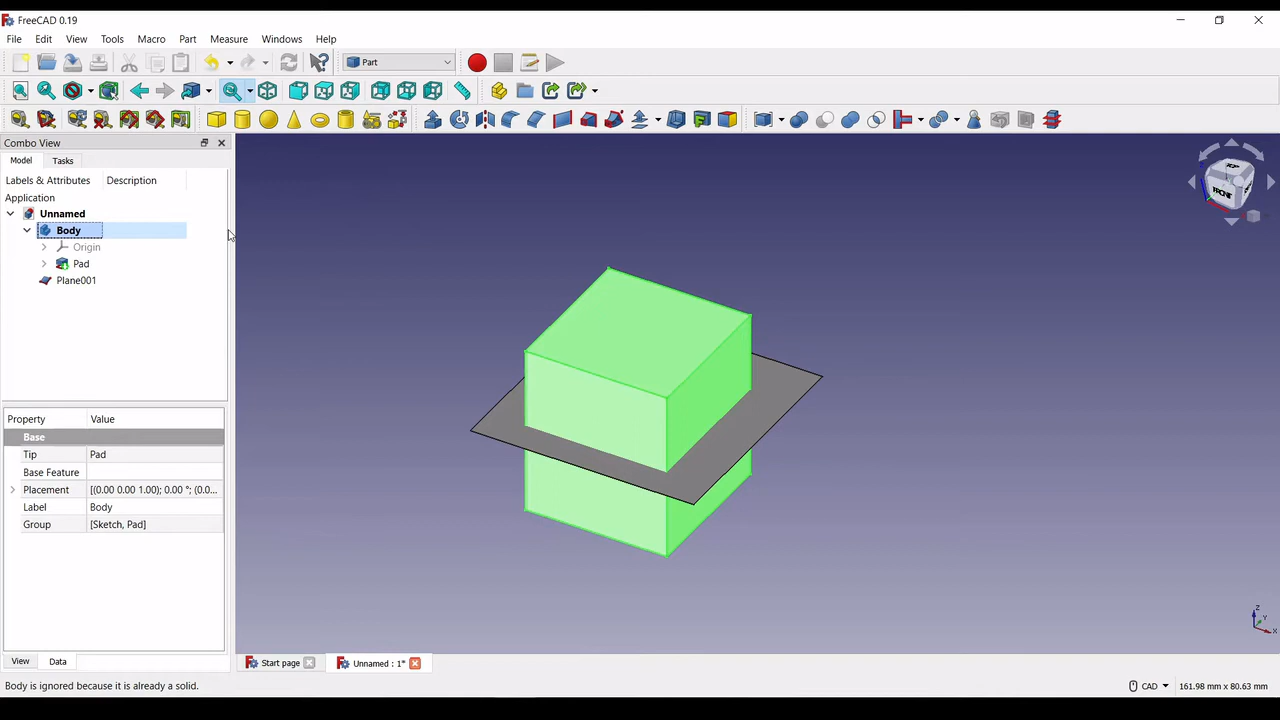 FreeCAD 0.19
File Edit View Tools Macro Part Measure Windows Help
Part
Combo View
Model Tasks
Labels & Attributes Description
Application
Unnamed
Body
Origin
Pad
Plane001
Property Value
Base
Tip Pad
Base Feature
Placement [(0.00 0.00 1.00); 0.00 °; (0.0...
Label Body
Group [Sketch, Pad]
View Data
TOP
FRONT
Z
Y
X
Start page
Unnamed : 1*
Body is ignored because it is already a solid.
CAD
161.98 mm x 80.63 mm